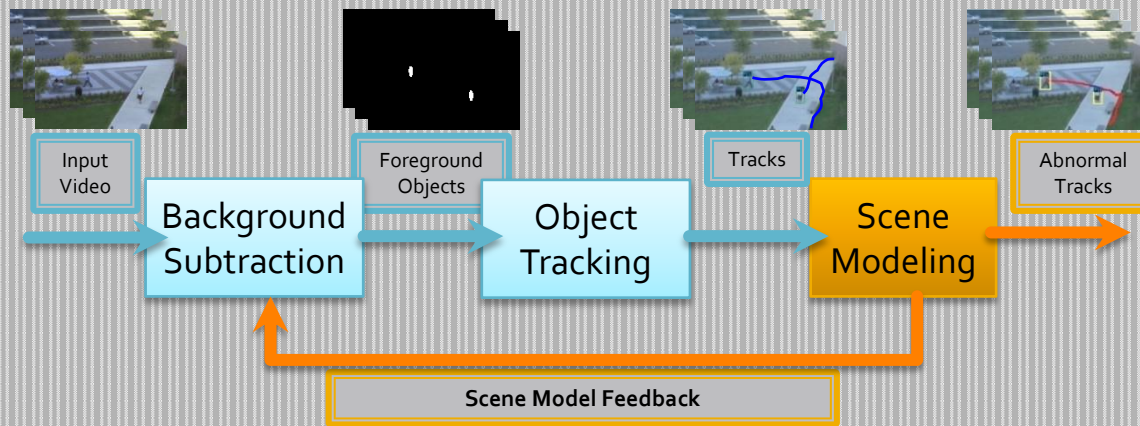 Input
Video
Background
Subtraction
Foreground
Objects
Object
Tracking
Tracks
Scene
Modeling
Abnormal
Tracks
Scene Model Feedback